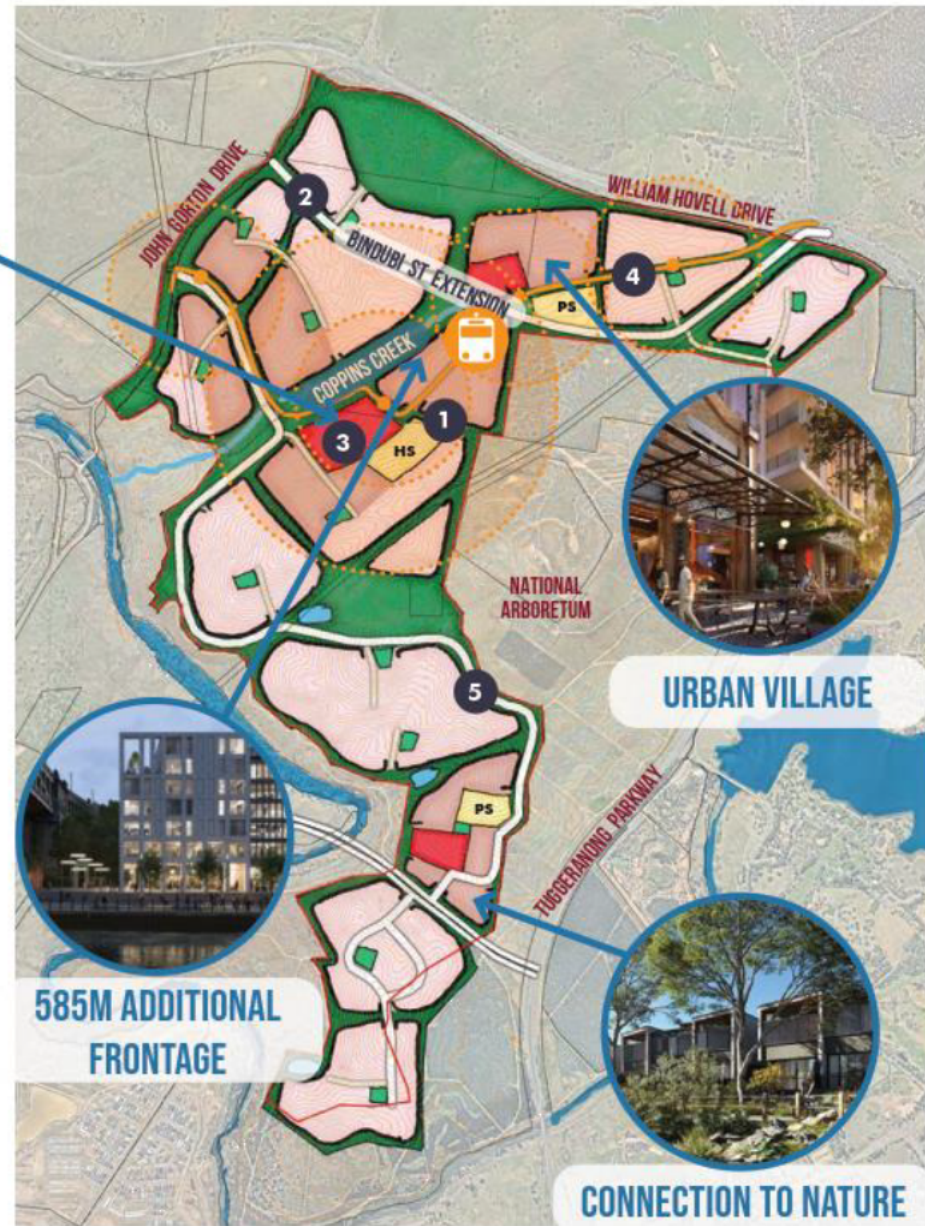 JOHN GORTON DRIVE
2
WILLIAM HOVELL DRIVE
BINDUBI ST EXTENSION
4
PS
COPPINS CREEK
1
3
HS
NATIONAL
ARBORETUM
URBAN VILLAGE
5
PS
TUGGERANONG PARKWAY
585M ADDITIONAL
FRONTAGE
CONNECTION TO NATURE